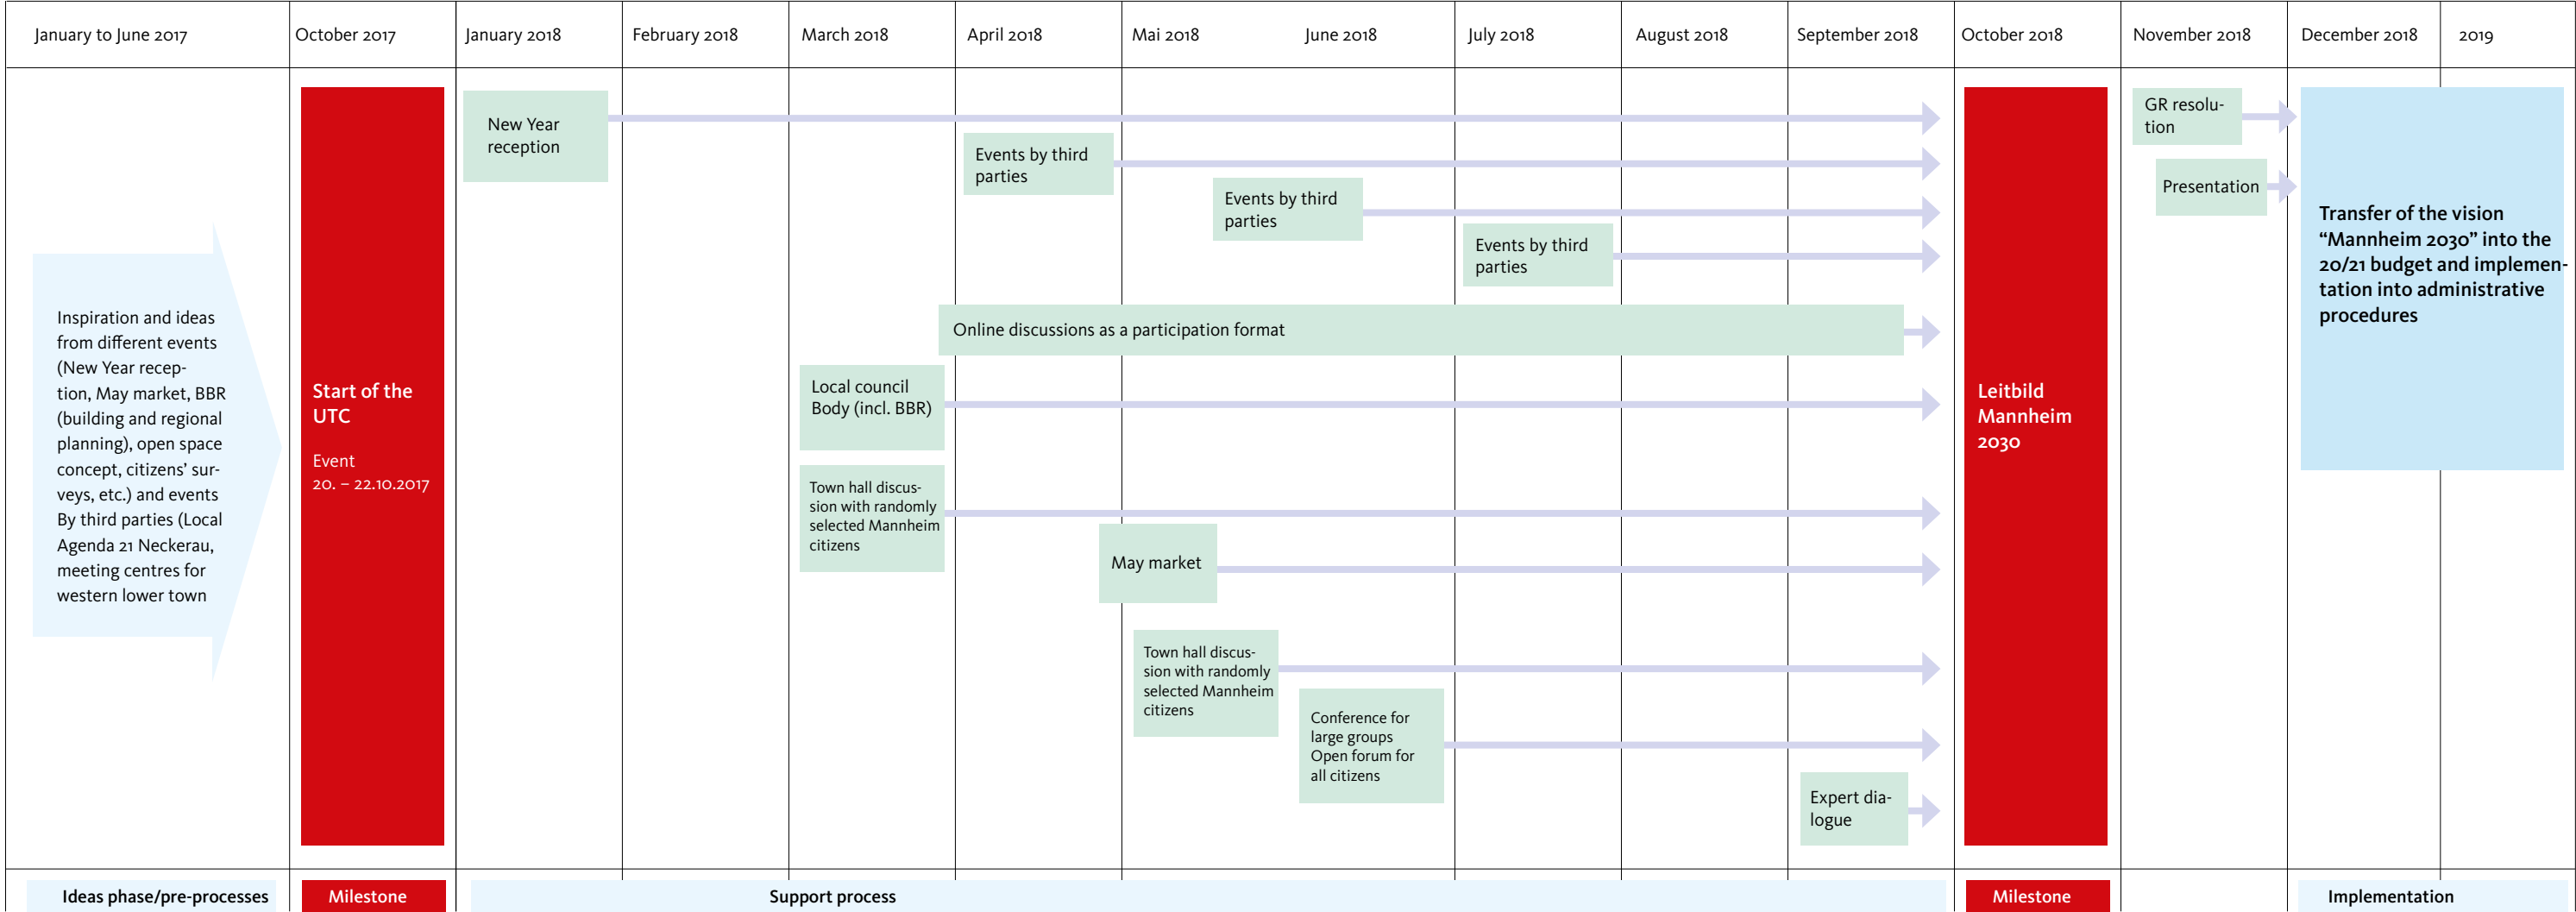 January to June 2017
October 2017
January 2018
February 2018
March 2018
April 2018
Mai 2018
June 2018
July 2018
August 2018
September 2018
October 2018
November 2018
December 2018
2019
Inspiration and ideas
from different events
(New Year recep-
tion, May market, BBR
(building and regional
planning), open space
concept, citizens' sur-
veys, etc.) and events
By third parties (Local
Agenda 21 Neckerau,
meeting centres for
western lower town
Start of the
UTC
Event
20. – 22.10.2017
New Year
reception
Events by third
parties
Events by third
parties
Events by third
parties
Online discussions as a participation format
Local council
Body (incl. BBR)
Town hall discus-
sion with randomly
selected Mannheim
citizens
May market
Town hall discus-
sion with randomly
selected Mannheim
citizens
Conference for
large groups
Open forum for
all citizens
Expert dia-
logue
Leitbild
Mannheim
2030
GR resolu-
tion
Presentation
Transfer of the vision
“Mannheim 2030” into the
20/21 budget and implemen-
tation into administrative
procedures
Ideas phase/pre-processes
Milestone
Support process
Milestone
Implementation